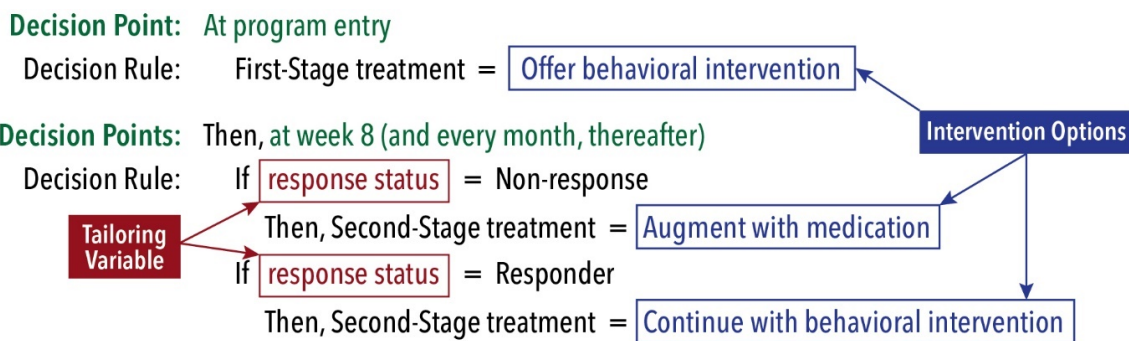 Decision Point: At program entry
Decision Rule: First-Stage treatment = Offer behavioral intervention
Decision Points: Then, at week 8 (and every month, thereafter)
Intervention Options
Decision Rule: If response status = Non-response
Then, Second-Stage treatment = Augment with medication
Tailoring
Variable
If response status = Responder
Then, Second-Stage treatment = Continue with behavioral intervention